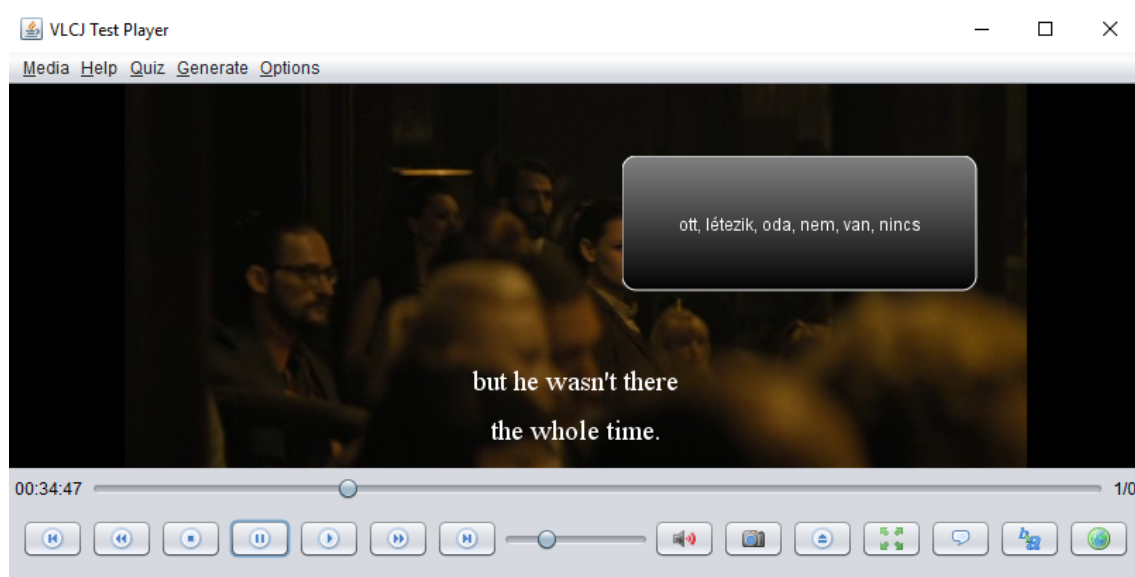 VLCJ Test Player
Media Help Quiz Generate Options
ott, létezik, oda, nem, van, nincs
but he wasn't there
the whole time.
00:34:47
1/0